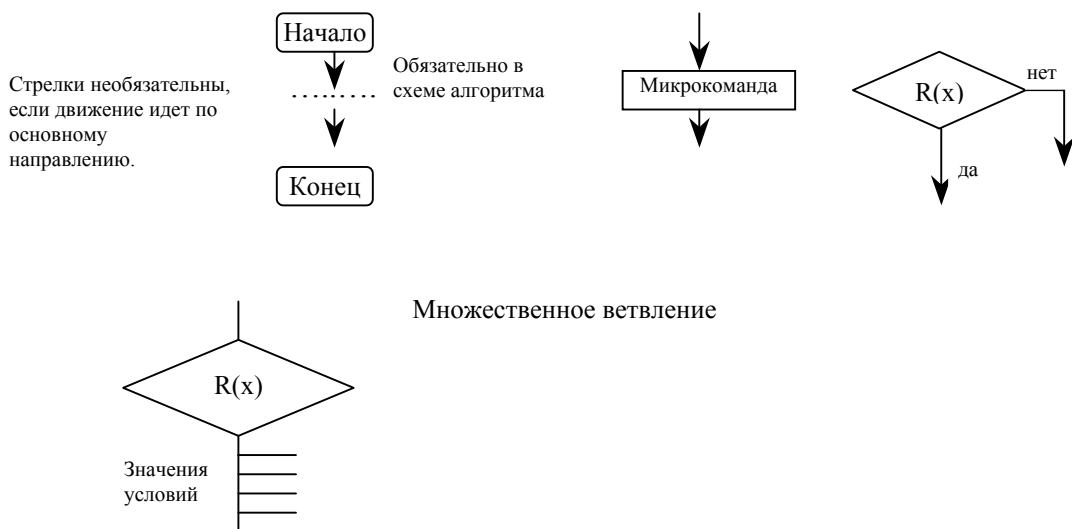 Начало
Стрелки необязательны,
если движение идет по
основному
направлению.
Обязательно в
схеме алгоритма
Конец
Микрокоманда
R(x)
нет
да
Множественное ветвление
R(x)
Значения
условий